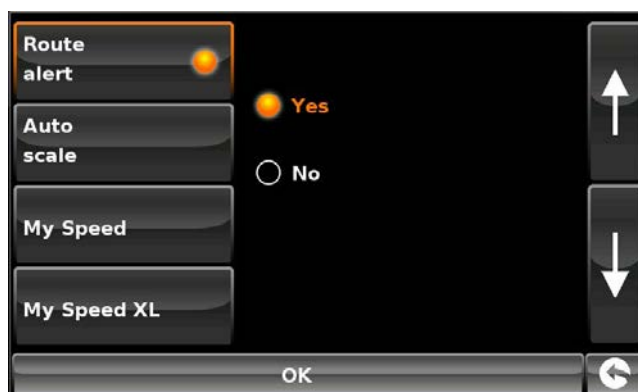 Route
alert
Auto
scale
My Speed
My Speed XL
Yes
No
OK